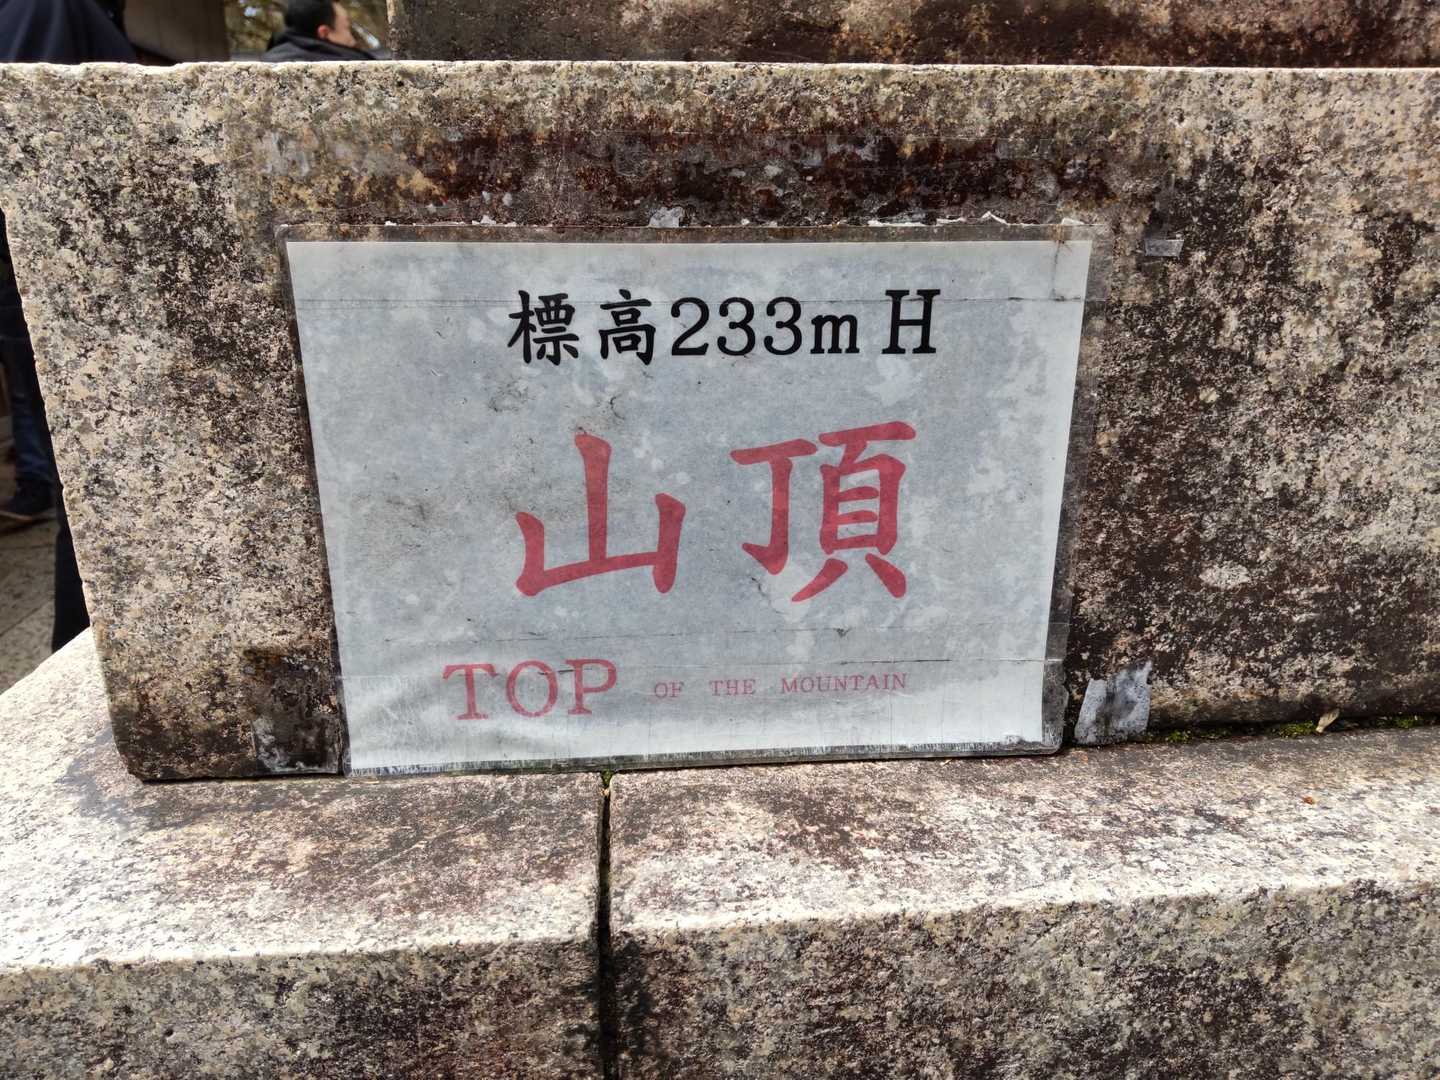 標高233m H
山頂
TOP OF THE MOUNTAIN